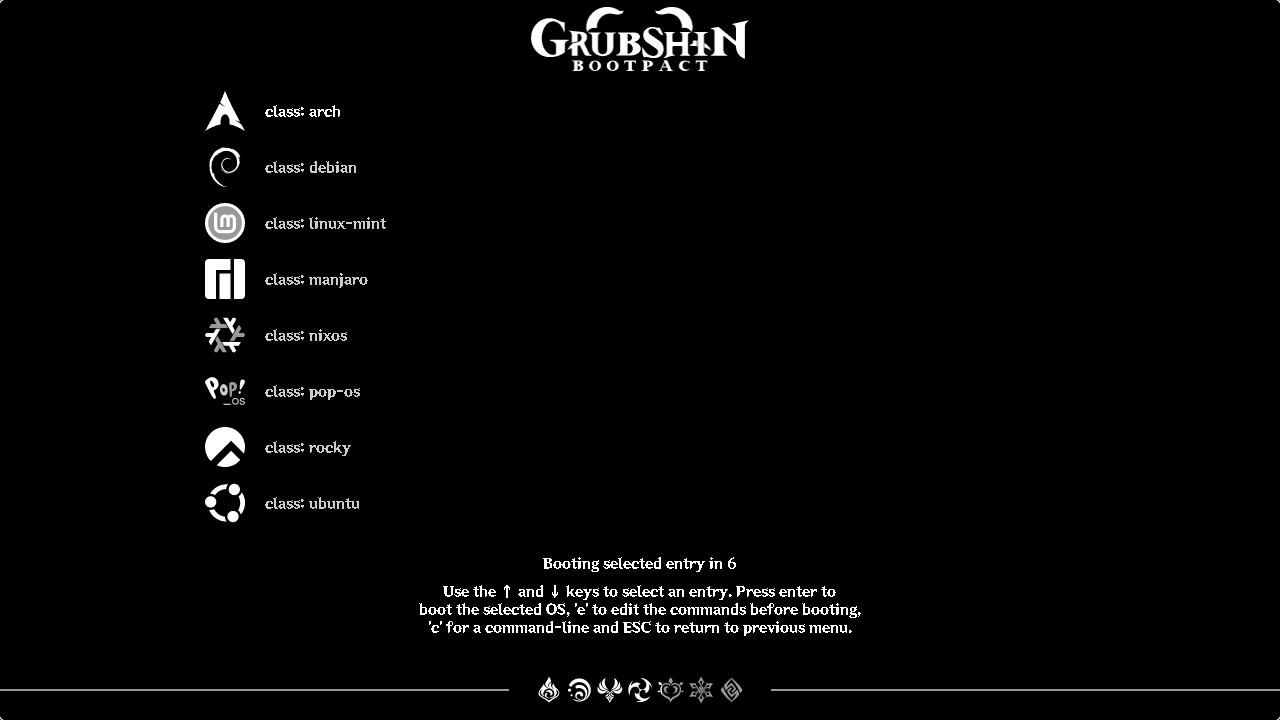 GRUBSHIN
BOOTPACT
class: arch
class: debian
lm
class: linux-mint
class: manjaro
class: nixos
Pop!
_OS
class: pop-os
class: rocky
class: ubuntu
Booting selected entry in 6
Use the ↑ and ↓ keys to select an entry. Press enter to
boot the selected OS, 'e' to edit the commands before booting,
'c' for a command-line and ESC to return to previous menu.